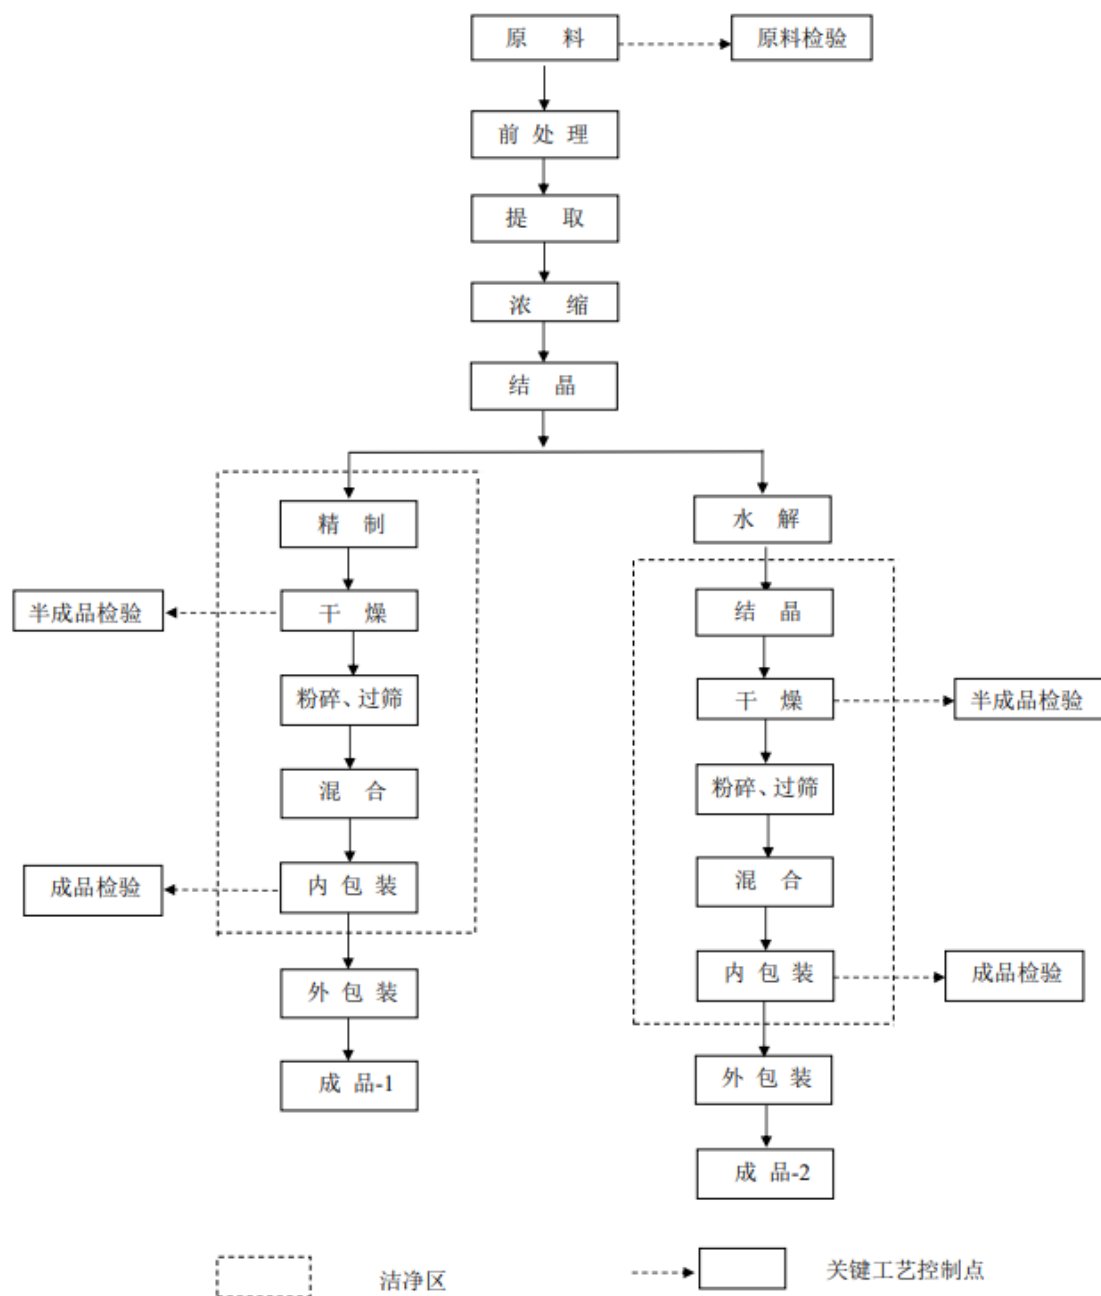 原 料
原料检验
前 处 理
提 取
浓 缩
结 晶
精 制
水 解
半成品检验
干 燥
结 晶
粉碎、过筛
干 燥
半成品检验
混 合
粉碎、过筛
成品检验
内 包 装
混 合
外 包 装
内 包 装
成品检验
成 品-1
外 包 装
成 品-2
洁净区
关键工艺控制点